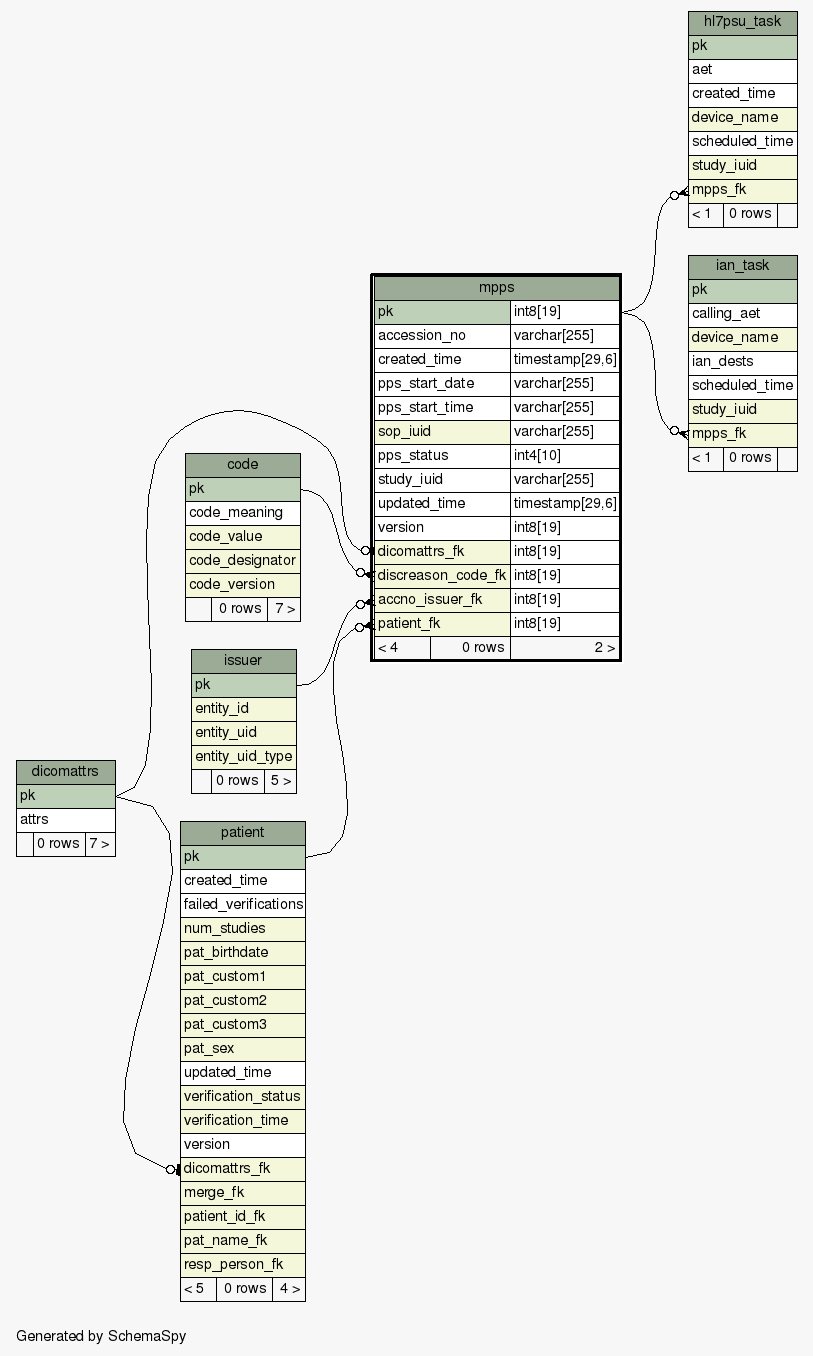 hl7psu_task
pk
aet
created_time
device_name
scheduled_time
study_iuid
mpps_fk
< 1 0 rows
ian_task
pk
calling_aet
device_name
ian_dests
scheduled_time
study_iuid
mpps_fk
< 1 0 rows
mpps
pk int8[19]
accession_no varchar[255]
created_time timestamp[29,6]
pps_start_date varchar[255]
pps_start_time varchar[255]
sop_iuid varchar[255]
pps_status int4[10]
study_iuid varchar[255]
updated_time timestamp[29,6]
version int8[19]
dicomattrs_fk int8[19]
discreason_code_fk int8[19]
accno_issuer_fk int8[19]
patient_fk int8[19]
< 4 0 rows 2 >
code
pk
code_meaning
code_value
code_designator
code_version
0 rows 7 >
issuer
pk
entity_id
entity_uid
entity_uid_type
0 rows 5 >
dicomattrs
pk
attrs
0 rows 7 >
patient
pk
created_time
failed_verifications
num_studies
pat_birthdate
pat_custom1
pat_custom2
pat_custom3
pat_sex
updated_time
verification_status
verification_time
version
dicomattrs_fk
merge_fk
patient_id_fk
pat_name_fk
resp_person_fk
< 5 0 rows 4 >
Generated by SchemaSpy